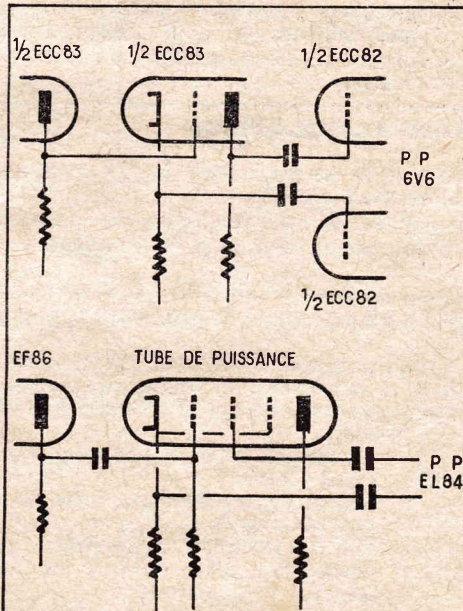 1/2 ECC83 1/2 ECC83 1/2 ECC82
P P
6V6
1/2 ECC82
EF86 TUBE DE PUISSANCE
P P
EL84